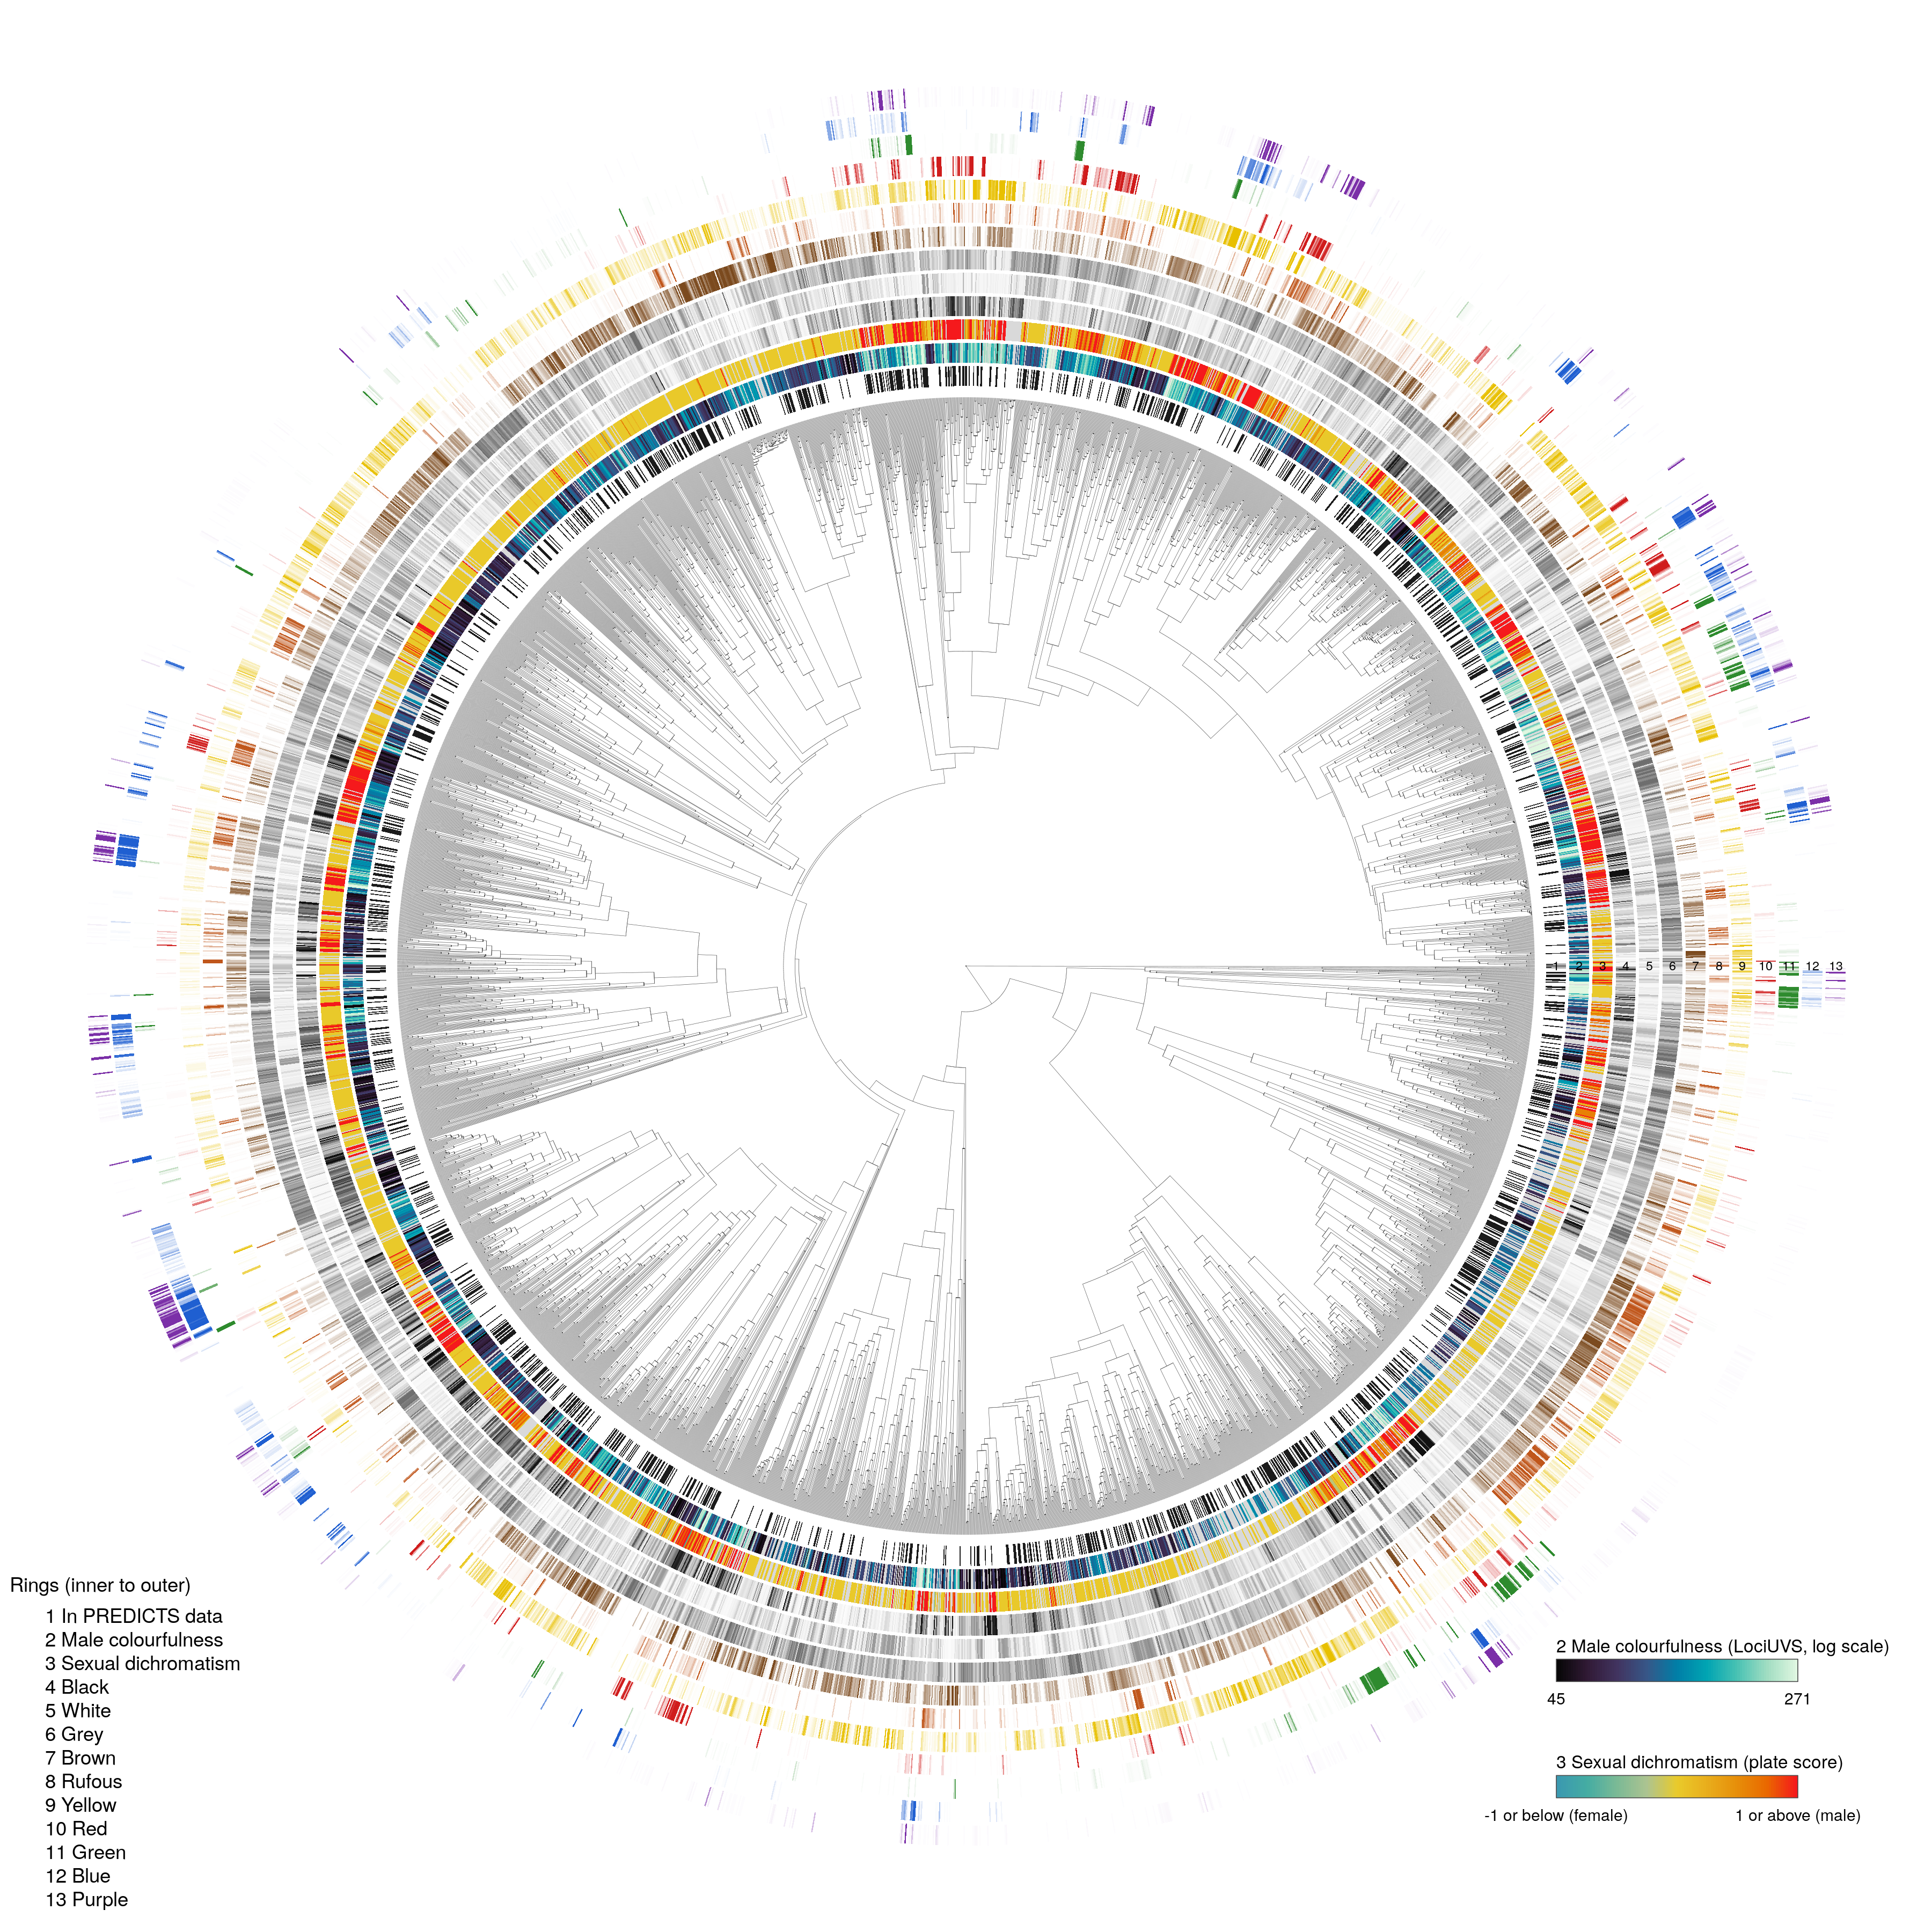 1 2 3 4 5 6 7 8 9 10 11 12 13
Rings (inner to outer)
1 In PREDICTS data
2 Male colourfulness
3 Sexual dichromatism
4 Black
5 White
6 Grey
7 Brown
8 Rufous
9 Yellow
10 Red
11 Green
12 Blue
13 Purple
2 Male colourfulness (LociUVS, log scale)
45 271
3 Sexual dichromatism (plate score)
-1 or below (female) 1 or above (male)